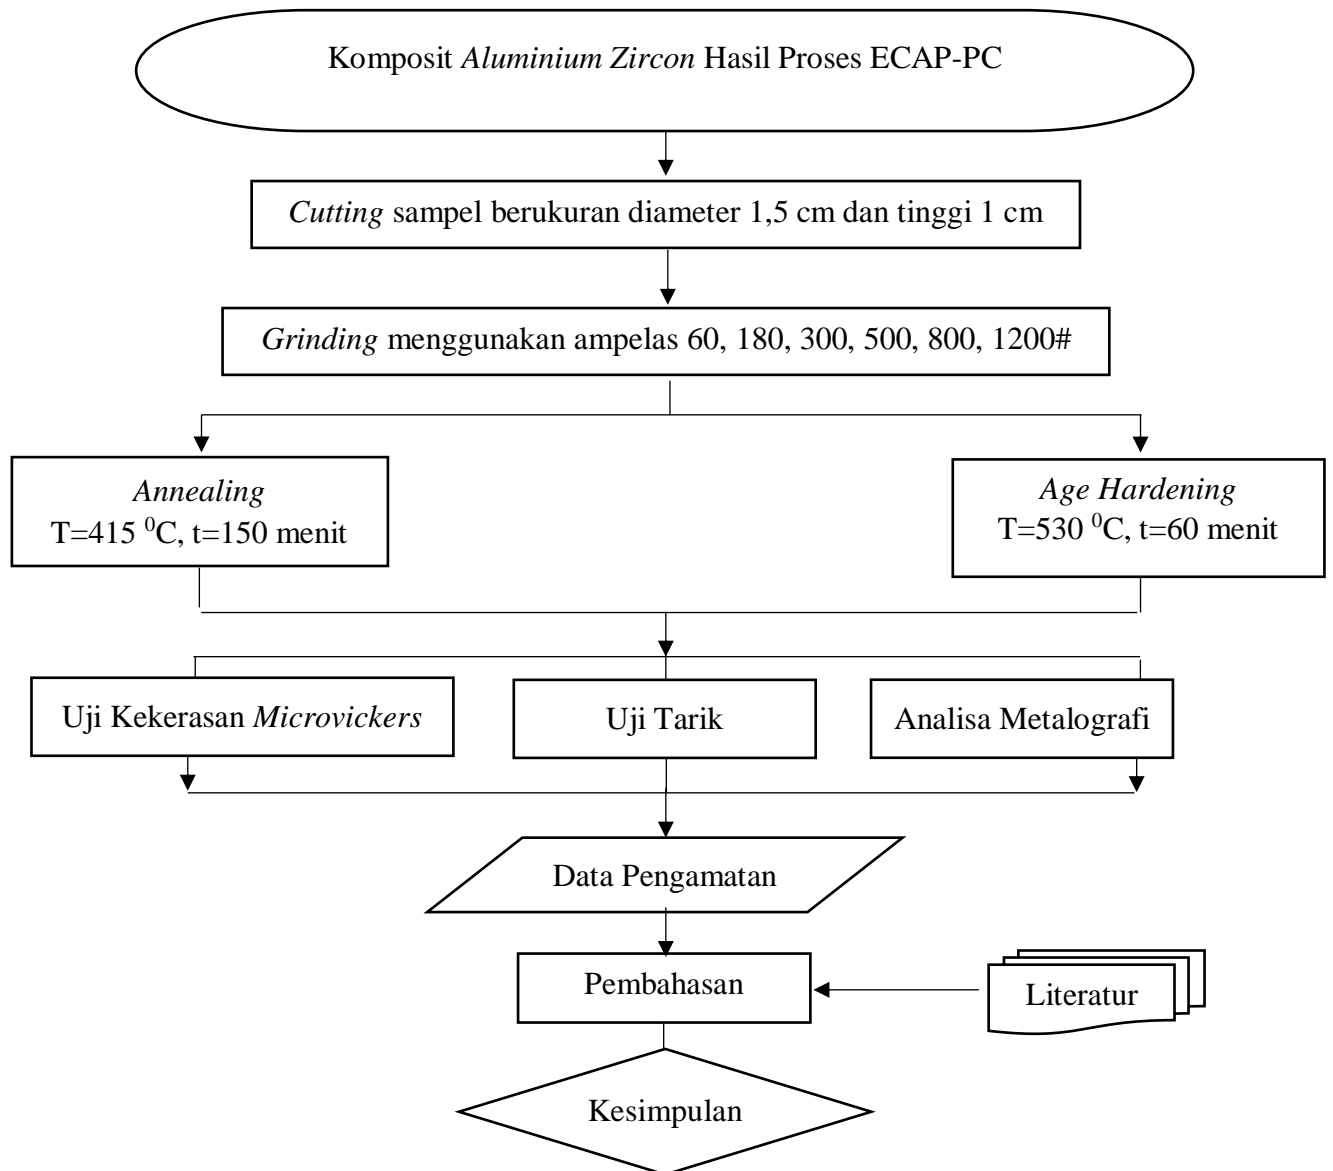 Komposit Aluminium Zircon Hasil Proses ECAP-PC
Cutting sampel berukuran diameter 1,5 cm dan tinggi 1 cm
Grinding menggunakan ampelas 60, 180, 300, 500, 800, 1200#
Annealing
T=415 ⁰C, t=150 menit
Age Hardening
T=530 ⁰C, t=60 menit
Uji Kekerasan Microvickers
Uji Tarik
Analisa Metalografi
Data Pengamatan
Pembahasan
Literatur
Kesimpulan